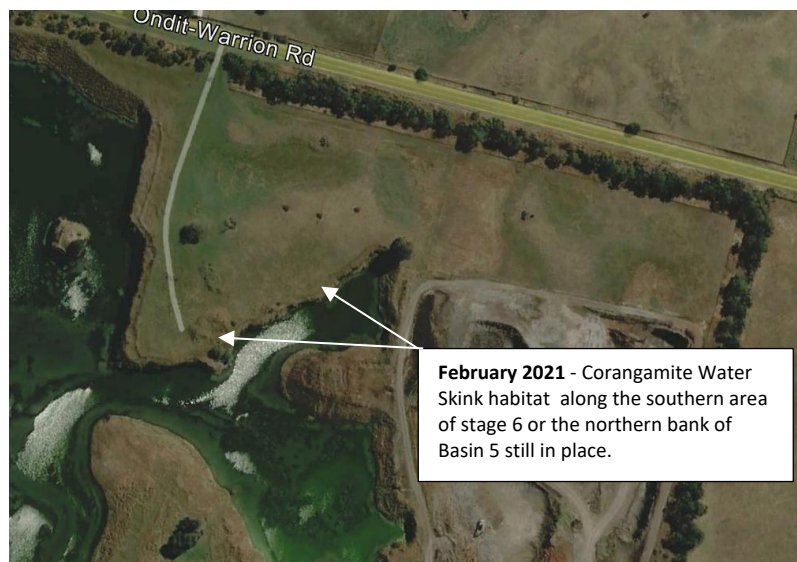 Ondit-Warrion Rd
February 2021 - Corangamite Water
Skink habitat along the southern area
of stage 6 or the northern bank of
Basin 5 still in place.